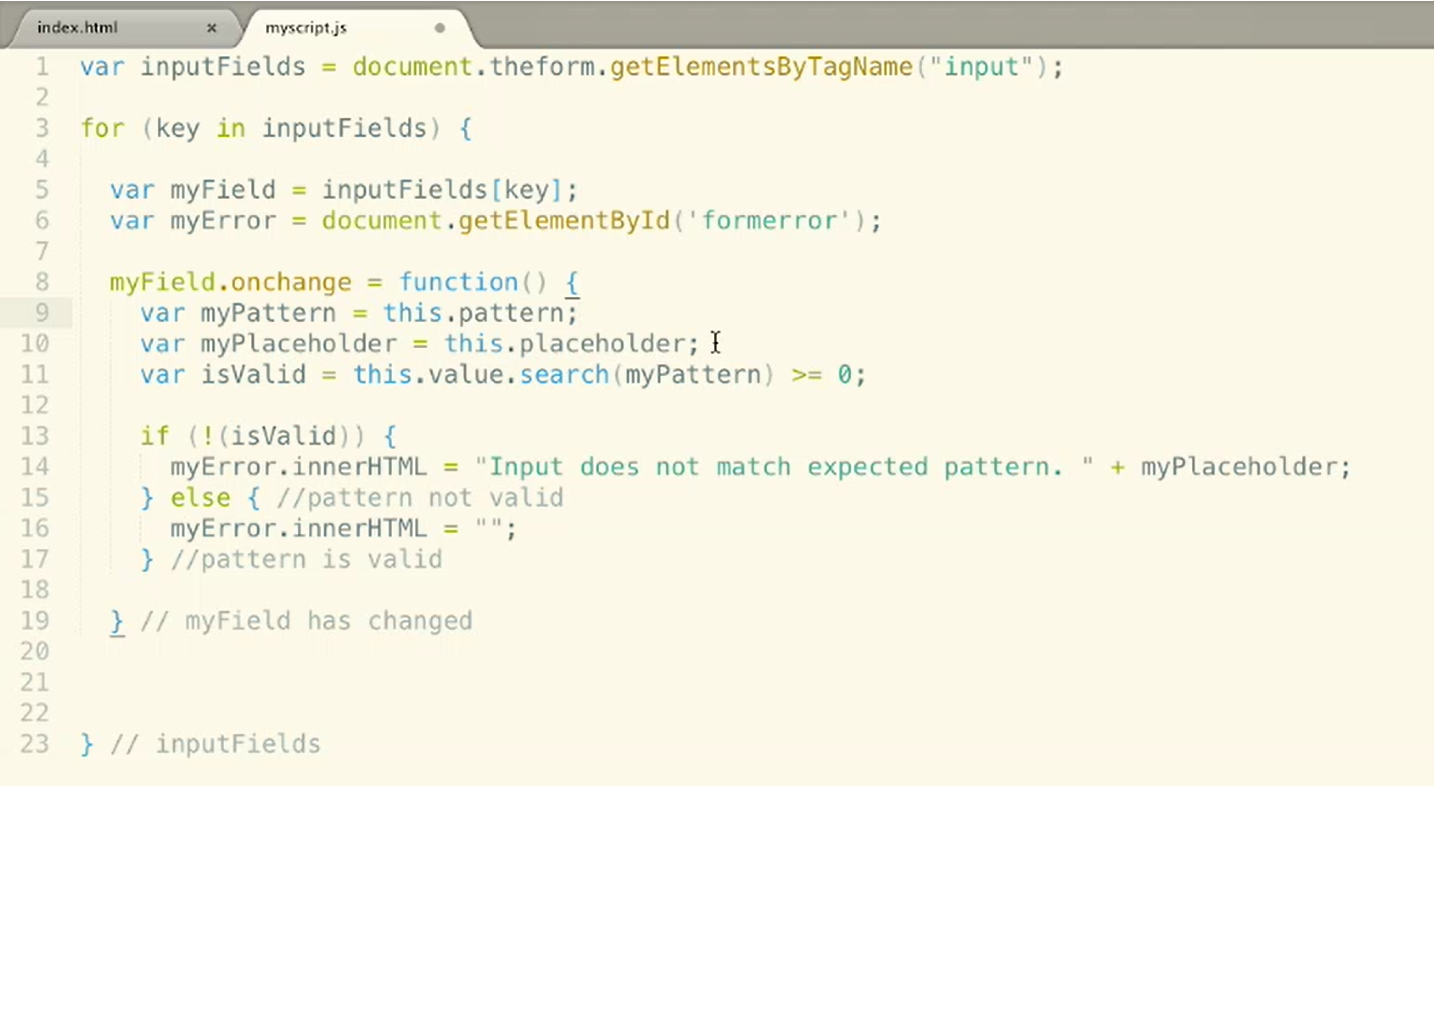 index.html × myscript.js
1 var inputFields = document.theform.getElementsByTagName("input");
2
3 for (key in inputFields) {
4
5 var myField = inputFields[key];
6 var myError = document.getElementById('formerror');
7
8 myField.onchange = function() {
9 var myPattern = this.pattern;
10 var myPlaceholder = this.placeholder;
11 var isValid = this.value.search(myPattern) >= 0;
12
13 if (!(isValid)) {
14 myError.innerHTML = "Input does not match expected pattern. " + myPlaceholder;
15 } else { //pattern not valid
16 myError.innerHTML = "";
17 } //pattern is valid
18
19 } // myField has changed
20
21
22
23 } // inputFields